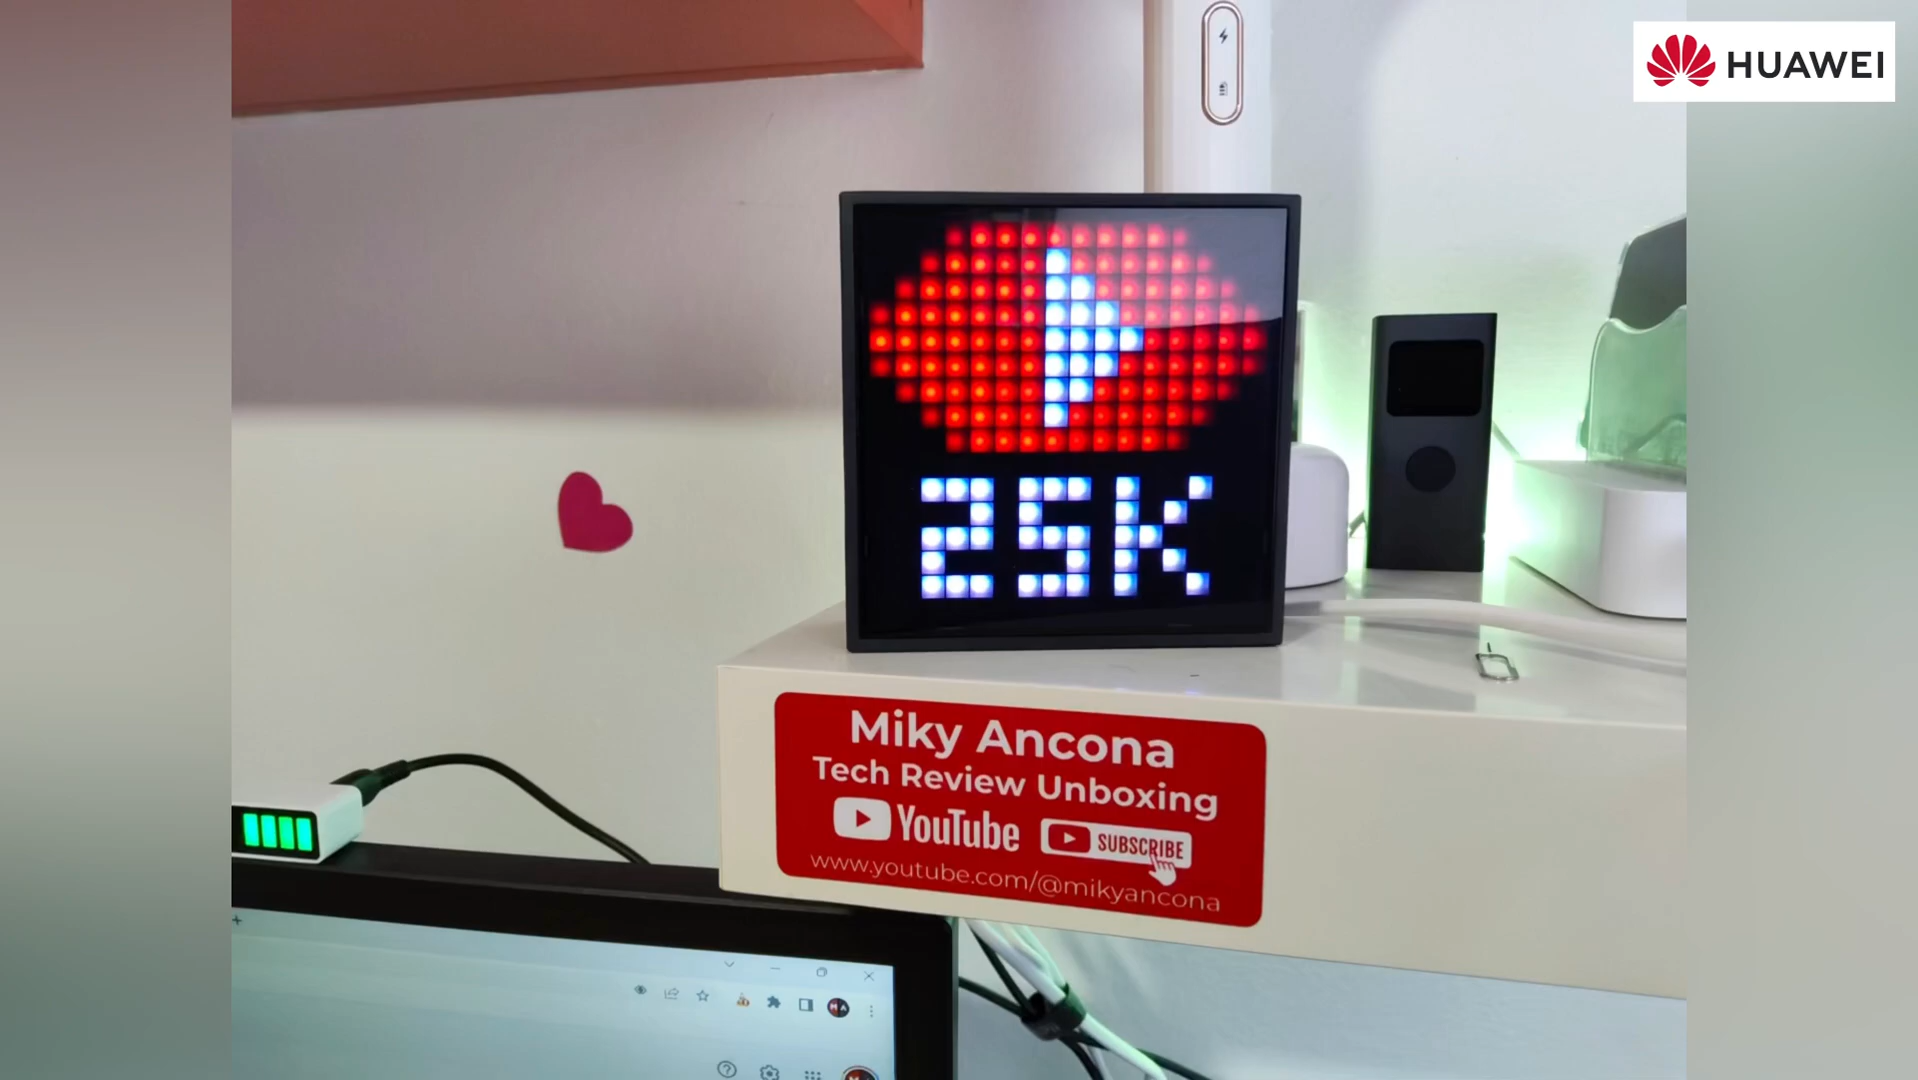 HUAWEI
25K
Miky Ancona
Tech Review Unboxing
YouTube SUBSCRIBE
www.youtube.com/@mikyancona